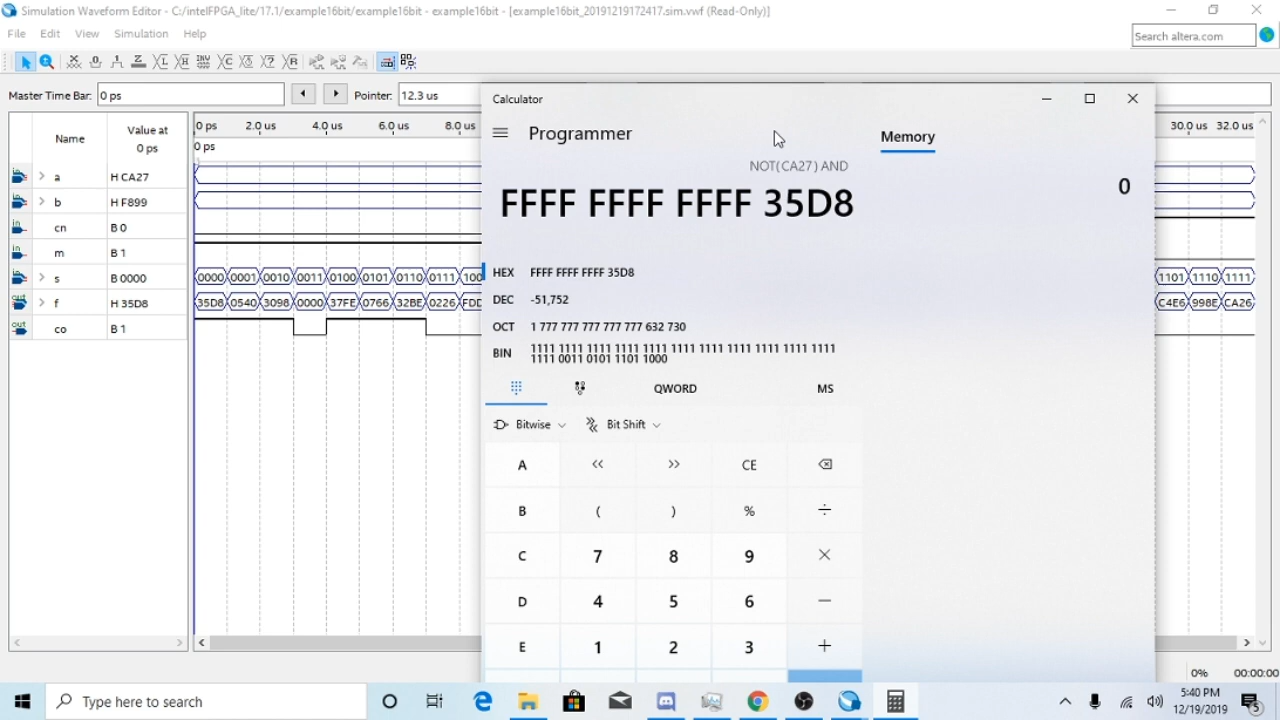 Simulation Waveform Editor - C:/intelFPGA_lite/17.1/example16bit/example16bit - example16bit - [example16bit_20191219172417.sim.vwf (Read-Only)]
File Edit View Simulation Help
Search altera.com
Master Time Bar: 0 ps Pointer: 12.3 us
Name Value at 0 ps
0 ps 2.0 us 4.0 us 6.0 us 8.0 us 30.0 us 32.0 us
0 ps
a H CA27
b H F899
cn B 0
m B 1
s B 0000 0000 0001 0010 0011 0100 0101 0110 0111 100 1101 1110 1111
f H 35D8 35D8 0540 3098 0000 37FE 0766 32BE 0226 FDD C4E6 998E CA26
co B 1
Calculator
Programmer
Memory
NOT(CA27) AND
FFFF FFFF FFFF 35D8
0
HEX FFFF FFFF FFFF 35D8
DEC -51,752
OCT 1 777 777 777 777 777 632 730
BIN 1111 1111 1111 1111 1111 1111 1111 1111 1111 1111 1111
1111 0011 0101 1101 1000
QWORD MS
Bitwise Bit Shift
A << >> CE
B ( ) % ÷
C 7 8 9 ×
D 4 5 6 −
E 1 2 3 +
0% 00:00:00
Type here to search
5:40 PM
12/19/2019
5